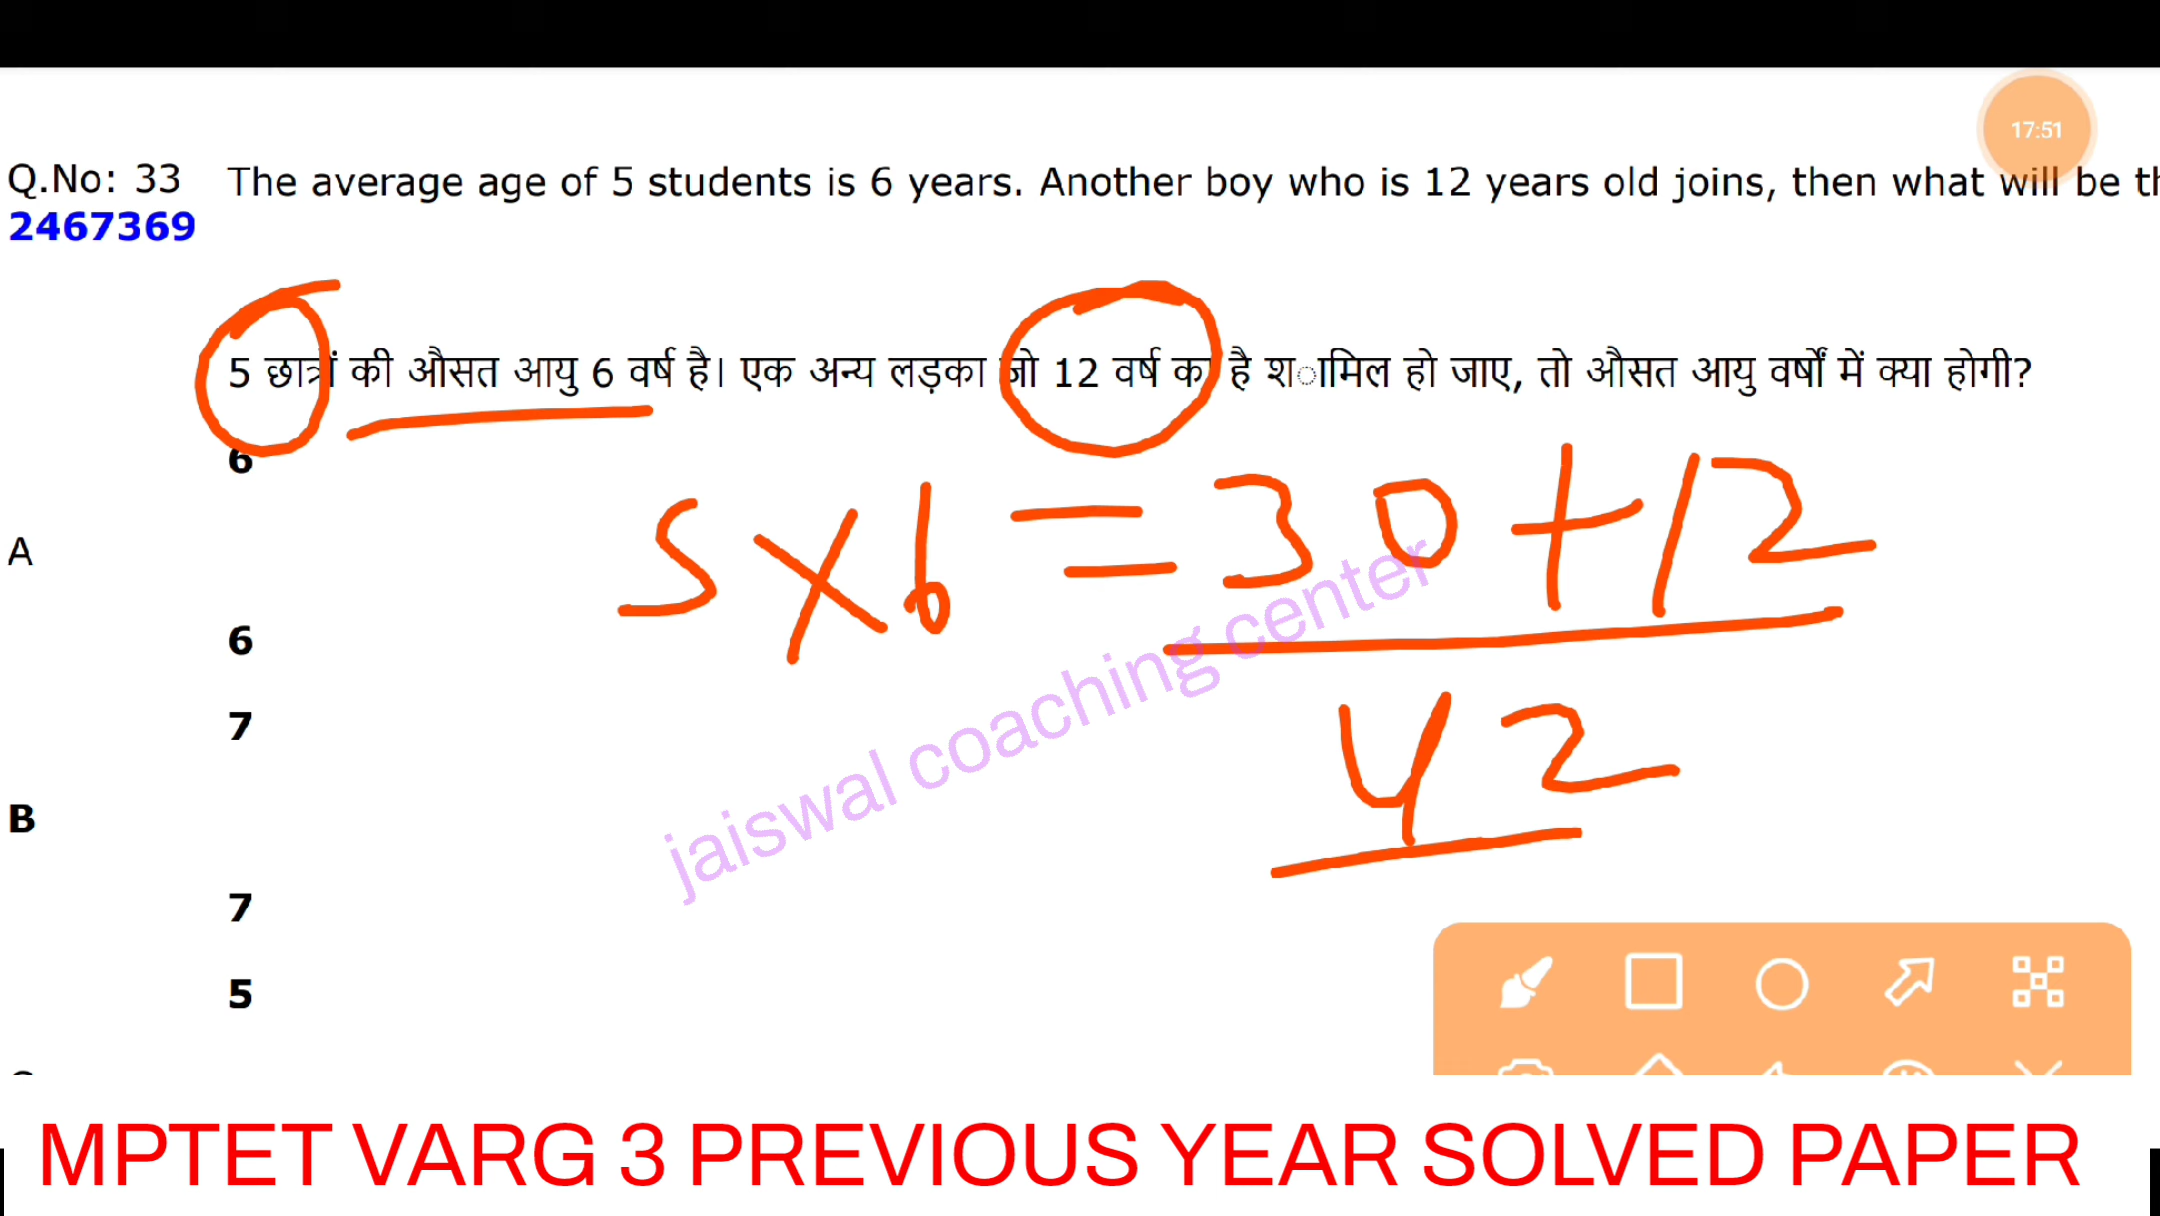 17:51
Q.No: 33 The average age of 5 students is 6 years. Another boy who is 12 years old joins, then what will be th
2467369
5 छात्रों की औसत आयु 6 वर्ष है। एक अन्य लड़का जो 12 वर्ष का है श◌ामिल हो जाए, तो औसत आयु वर्षों में क्या होगी?
6
5 x 6 = 30 + 12
A
6
42
7
jaiswal coaching center
B
7
5
MPTET VARG 3 PREVIOUS YEAR SOLVED PAPER